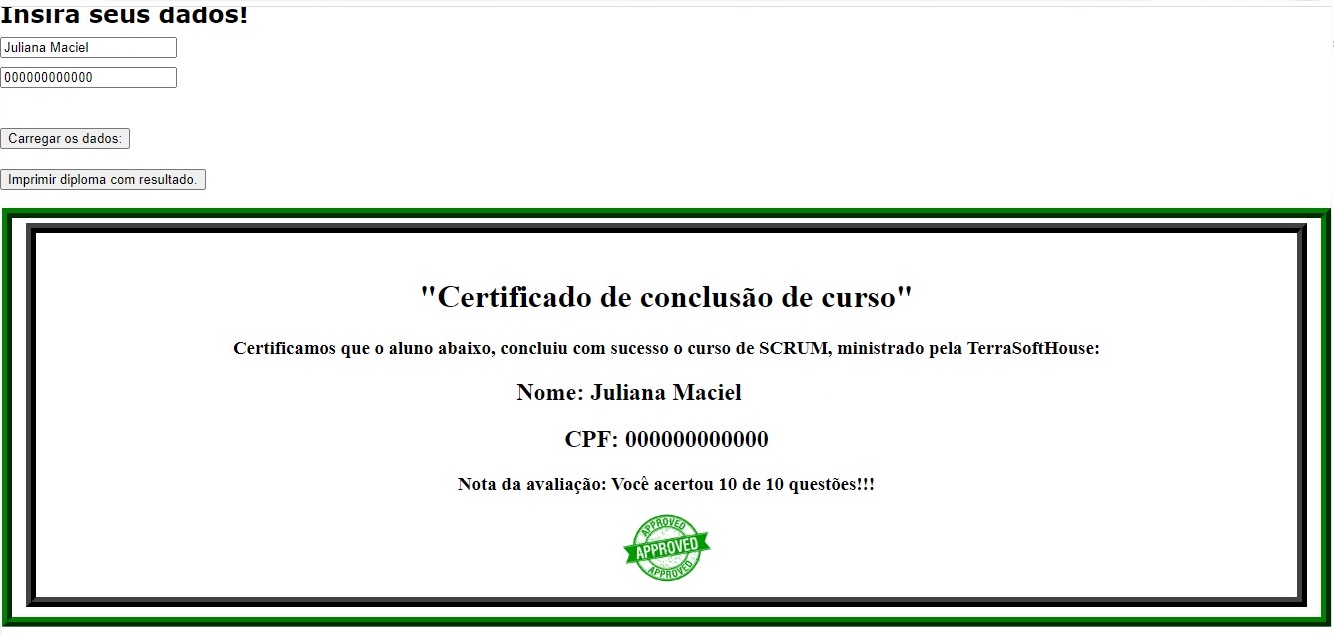 Insira seus dados!
Juliana Maciel
000000000000
Carregar os dados:
Imprimir diploma com resultado.
"Certificado de conclusão de curso"
Certificamos que o aluno abaixo, concluiu com sucesso o curso de SCRUM, ministrado pela TerraSoftHouse:
Nome: Juliana Maciel
CPF: 000000000000
Nota da avaliação: Você acertou 10 de 10 questões!!!
APPROVED
APPROVED
APPROVED